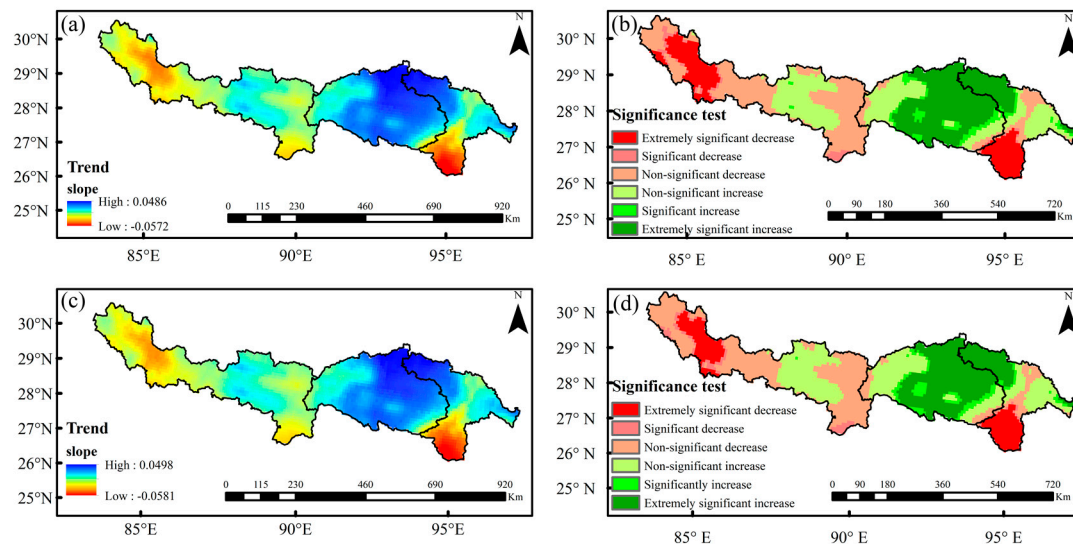 (a)
N
30°N
29°N
28°N
27°N
26°N
25°N
Trend
slope
High : 0.0486
Low : -0.0572
0 115 230 460 690 920
Km
85°E 90°E 95°E
(b)
N
30° N
29° N
28° N
27° N
26° N
25° N
Significance test
Extremely significant decrease
Significant decrease
Non-significant decrease
Non-significant increase
Significant increase
Extremely significant increase
0 90 180 360 540 720
Km
85°E 90°E 95°E
(c)
N
30°N
29°N
28°N
27°N
26°N
25°N
Trend
slope
High : 0.0498
Low : -0.0581
0 115 230 460 690 920
Km
85°E 90°E 95°E
(d)
N
30° N
29° N
28° N
27° N
26° N
25° N
Significance test
Extremely significant decrease
Significant decrease
Non-significant decrease
Non-significant increase
Significantly increase
Extremely significant increase
0 90 180 360 540 720
Km
85°E 90° E 95° E